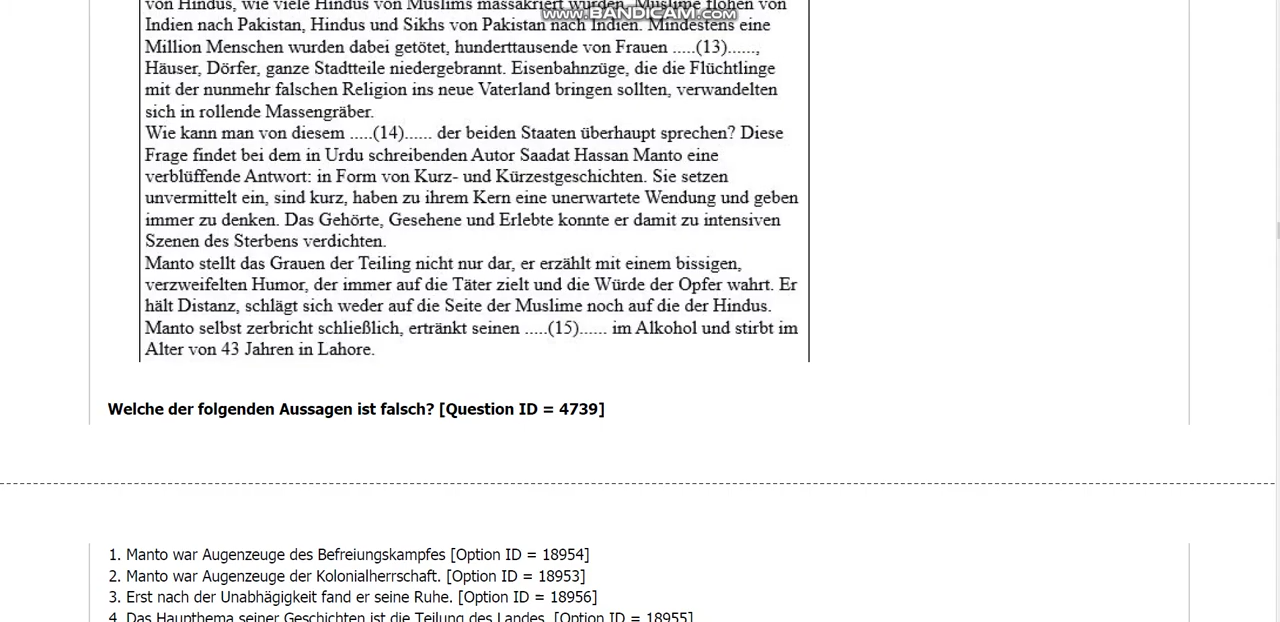 von Hindus, wie viele Hindus von Muslims massakriert wurden. Muslime flohen von
www.BANDICAM.com
Indien nach Pakistan, Hindus und Sikhs von Pakistan nach Indien. Mindestens eine
Million Menschen wurden dabei getötet, hunderttausende von Frauen .....(13)......,
Häuser, Dörfer, ganze Stadtteile niedergebrannt. Eisenbahnzüge, die die Flüchtlinge
mit der nunmehr falschen Religion ins neue Vaterland bringen sollten, verwandelten
sich in rollende Massengräber.
Wie kann man von diesem .....(14)...... der beiden Staaten überhaupt sprechen? Diese
Frage findet bei dem in Urdu schreibenden Autor Saadat Hassan Manto eine
verblüffende Antwort: in Form von Kurz- und Kürzestgeschichten. Sie setzen
unvermittelt ein, sind kurz, haben zu ihrem Kern eine unerwartete Wendung und geben
immer zu denken. Das Gehörte, Gesehene und Erlebte konnte er damit zu intensiven
Szenen des Sterbens verdichten.
Manto stellt das Grauen der Teiling nicht nur dar, er erzählt mit einem bissigen,
verzweifelten Humor, der immer auf die Täter zielt und die Würde der Opfer wahrt. Er
hält Distanz, schlägt sich weder auf die Seite der Muslime noch auf die der Hindus.
Manto selbst zerbricht schließlich, ertränkt seinen .....(15)...... im Alkohol und stirbt im
Alter von 43 Jahren in Lahore.
Welche der folgenden Aussagen ist falsch? [Question ID = 4739]
1. Manto war Augenzeuge des Befreiungskampfes [Option ID = 18954]
2. Manto war Augenzeuge der Kolonialherrschaft. [Option ID = 18953]
3. Erst nach der Unabhägigkeit fand er seine Ruhe. [Option ID = 18956]
4. Das Haupthema seiner Geschichten ist die Teilung des Landes. [Option ID = 18955]